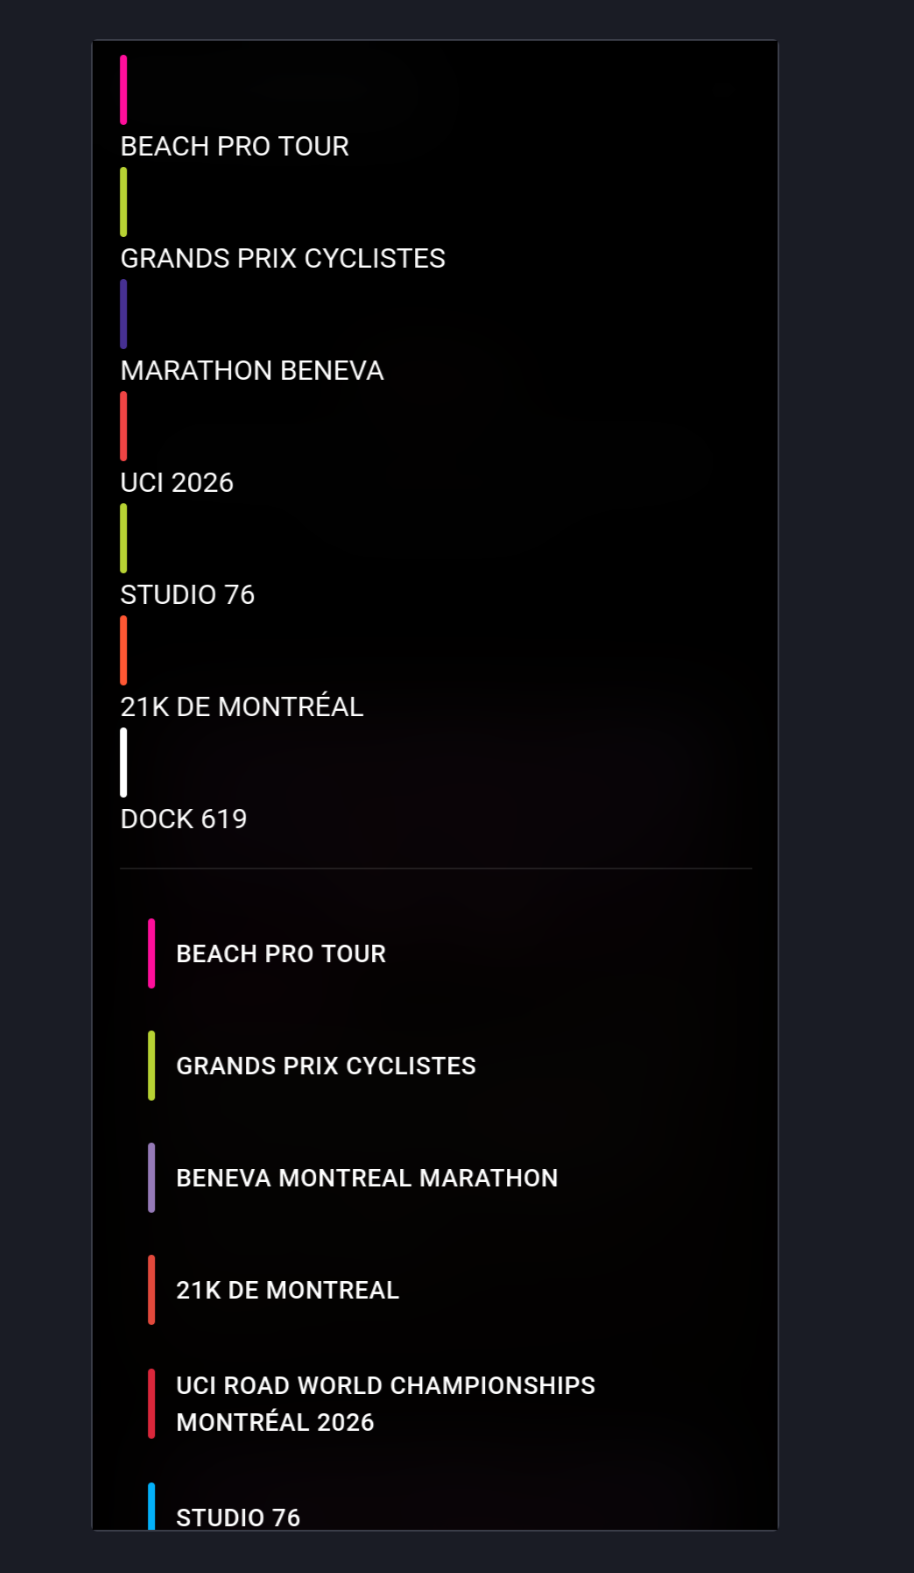 BEACH PRO TOUR
GRANDS PRIX CYCLISTES
MARATHON BENEVA
UCI 2026
STUDIO 76
21K DE MONTRÉAL
DOCK 619
BEACH PRO TOUR
GRANDS PRIX CYCLISTES
BENEVA MONTREAL MARATHON
21K DE MONTREAL
UCI ROAD WORLD CHAMPIONSHIPS
MONTRÉAL 2026
STUDIO 76